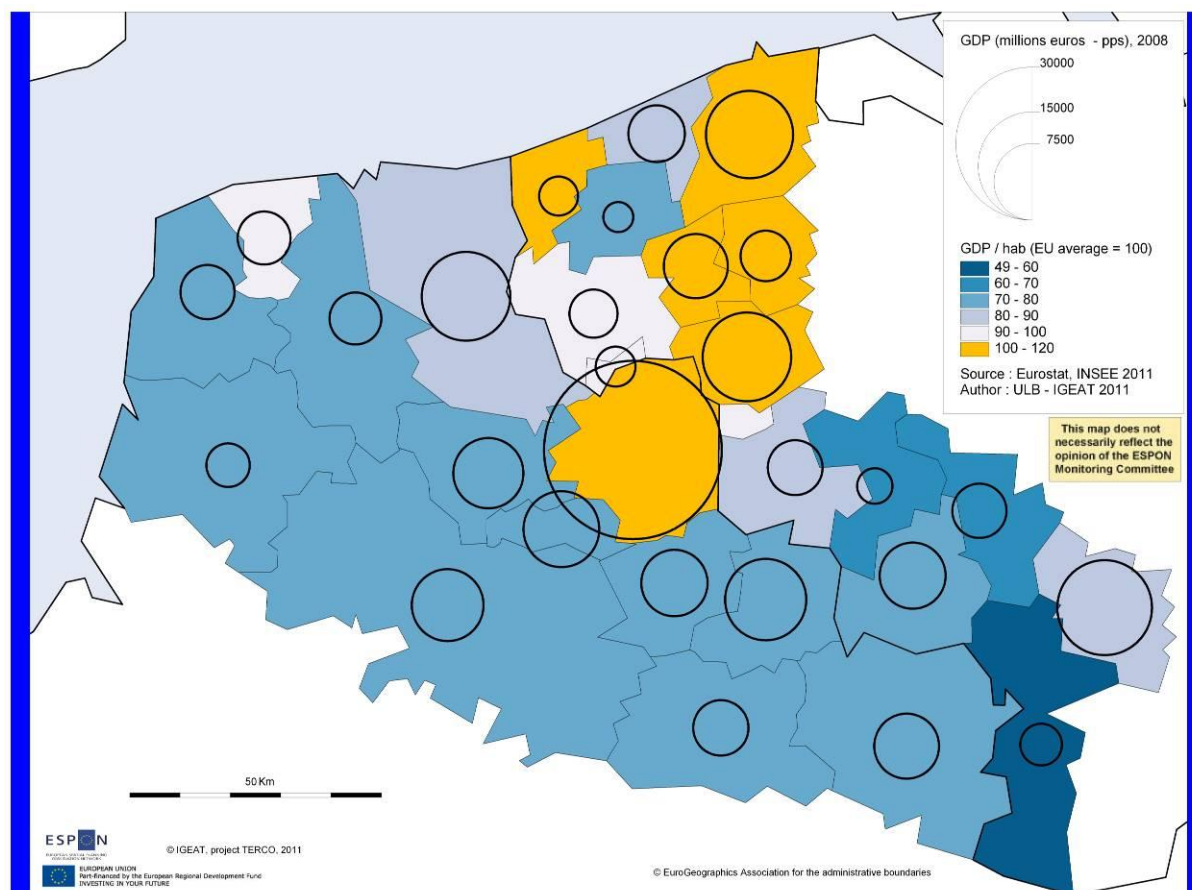 GDP (millions euros - pps), 2008
30000
15000
7500
GDP / hab (EU average = 100)
49 - 60
60 - 70
70 - 80
80 - 90
90 - 100
100 - 120
Source : Eurostat, INSEE 2011
Author : ULB - IGEAT 2011
This map does not
necessarily reflect the
opinion of the ESPON
Monitoring Committee
50 Km
ESPON
© IGEAT, project TERCO, 2011
EUROPEAN UNION
Part-financed by the European Regional Development Fund
INVESTING IN YOUR FUTURE
© EuroGeographics Association for the administrative boundaries